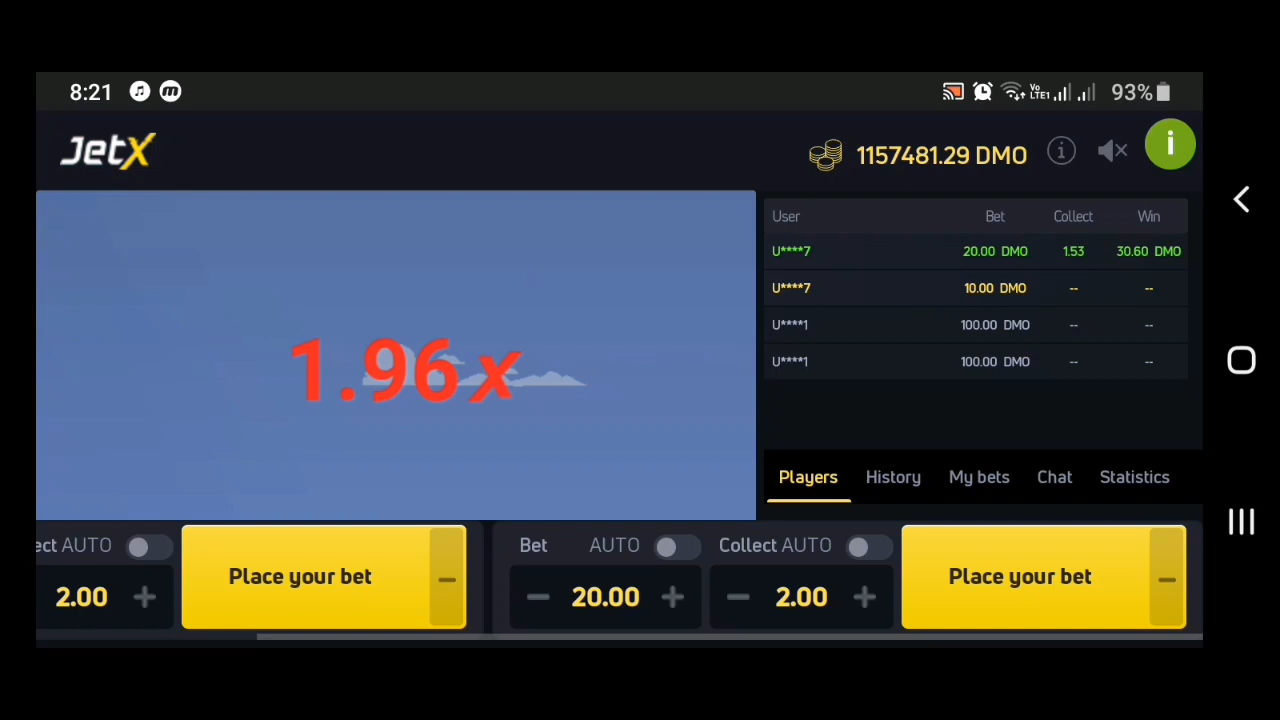 8:21 Vo LTE1 93%
JetX 1157481.29 DMO i i
User Bet Collect Win
U****7 20.00 DMO 1.53 30.60 DMO
U****7 10.00 DMO -- --
U****1 100.00 DMO -- --
U****1 100.00 DMO -- --
1.96x
Players History My bets Chat Statistics
ect AUTO Place your bet Bet AUTO Collect AUTO Place your bet
2.00 + − − 20.00 + − 2.00 + −